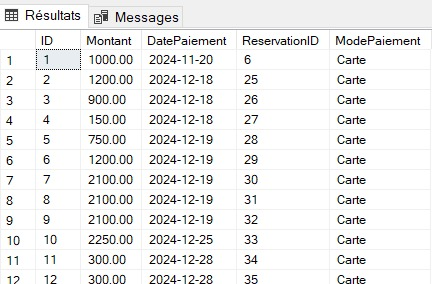 Résultats Messages
ID Montant DatePaiement ReservationID ModePaiement
1 1 1000.00 2024-11-20 6 Carte
2 2 1200.00 2024-12-18 25 Carte
3 3 900.00 2024-12-18 26 Carte
4 4 150.00 2024-12-18 27 Carte
5 5 750.00 2024-12-19 28 Carte
6 6 1200.00 2024-12-19 29 Carte
7 7 2100.00 2024-12-19 30 Carte
8 8 2100.00 2024-12-19 31 Carte
9 9 2100.00 2024-12-19 32 Carte
10 10 2250.00 2024-12-25 33 Carte
11 11 300.00 2024-12-28 34 Carte
12 12 300.00 2024-12-28 35 Carte